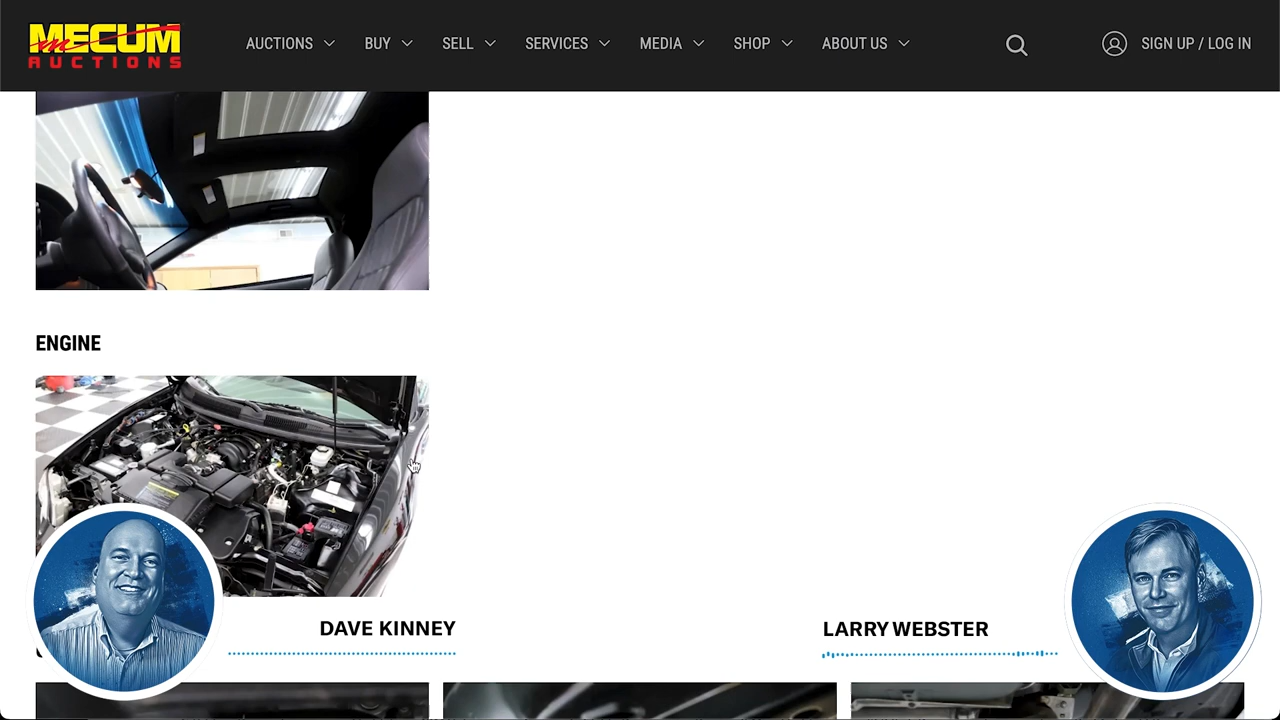 MECUM
AUCTIONS
AUCTIONS BUY SELL SERVICES MEDIA SHOP ABOUT US SIGN UP / LOG IN
ENGINE
DAVE KINNEY
LARRY WEBSTER